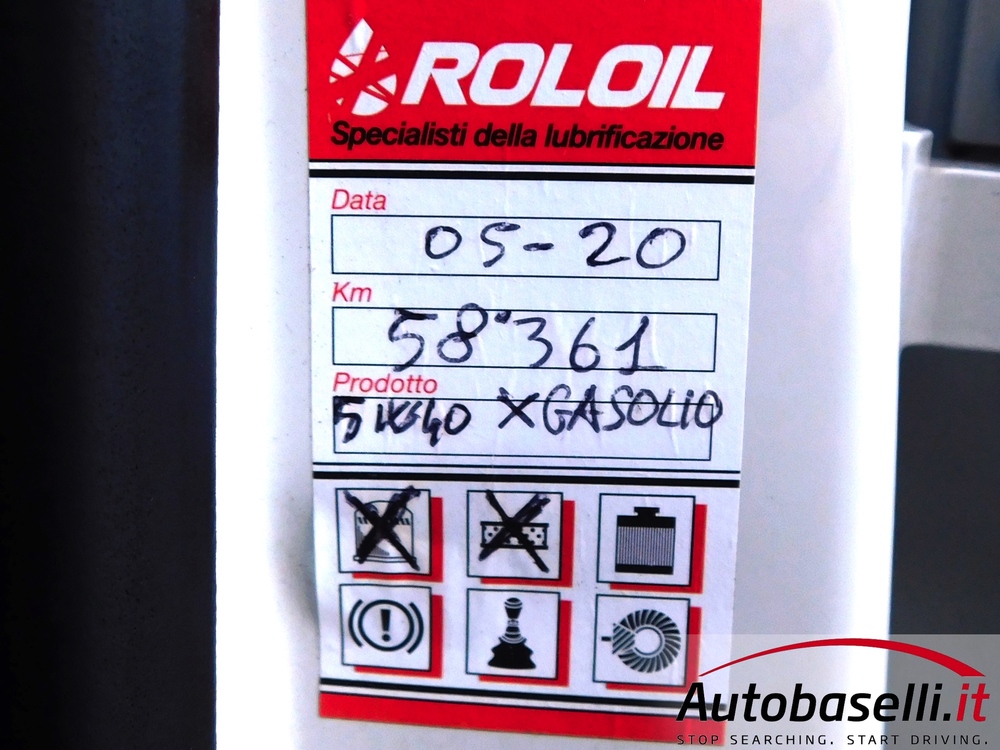 ROLOIL
Specialisti della lubrificazione
Data
05-20
Km
58°361
Prodotto
5W40 XGASOLIO
Autobaselli.it
STOP SEARCHING. START DRIVING.